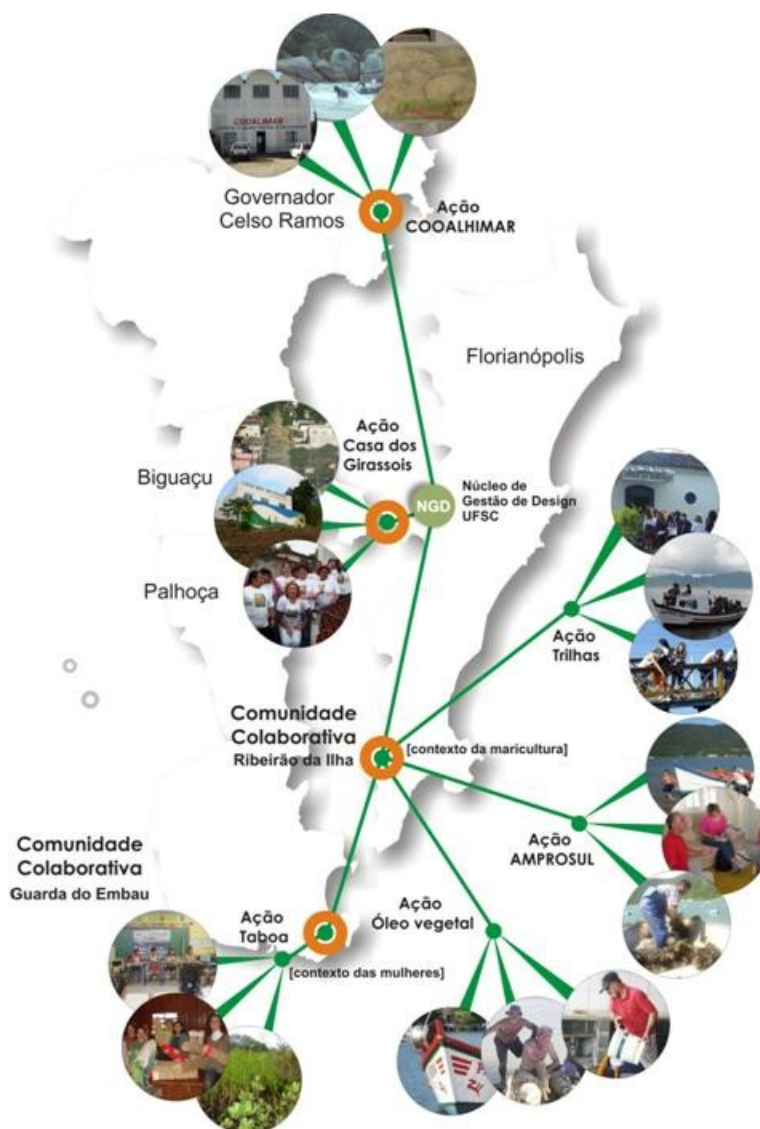 COOALIMAR
Governador
Celso Ramos
Ação
COOALHIMAR
Florianópolis
Ação
Casa dos
Girassois
Biguaçu
NGD
Núcleo de
Gestão de Design
UFSC
Palhoça
Ação
Trilhas
Comunidade
Colaborativa
Ribeirão da Ilha
[contexto da maricultura]
Ação
AMPROSUL
Comunidade
Colaborativa
Guarda do Embau
Ação
Taboa
Ação
Óleo vegetal
[contexto das mulheres]